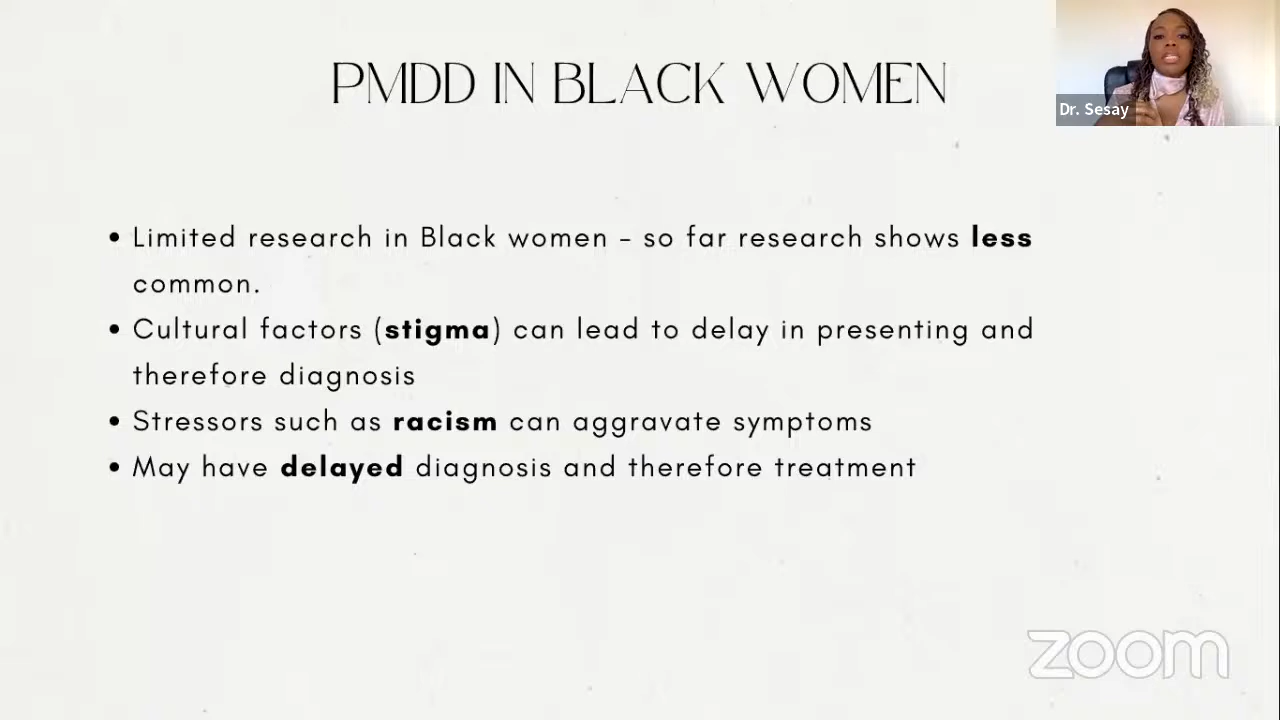 PMDD IN BLACK WOMEN
Dr. Sesay
• Limited research in Black women – so far research shows less
common.
• Cultural factors (stigma) can lead to delay in presenting and
therefore diagnosis
• Stressors such as racism can aggravate symptoms
• May have delayed diagnosis and therefore treatment
zoom